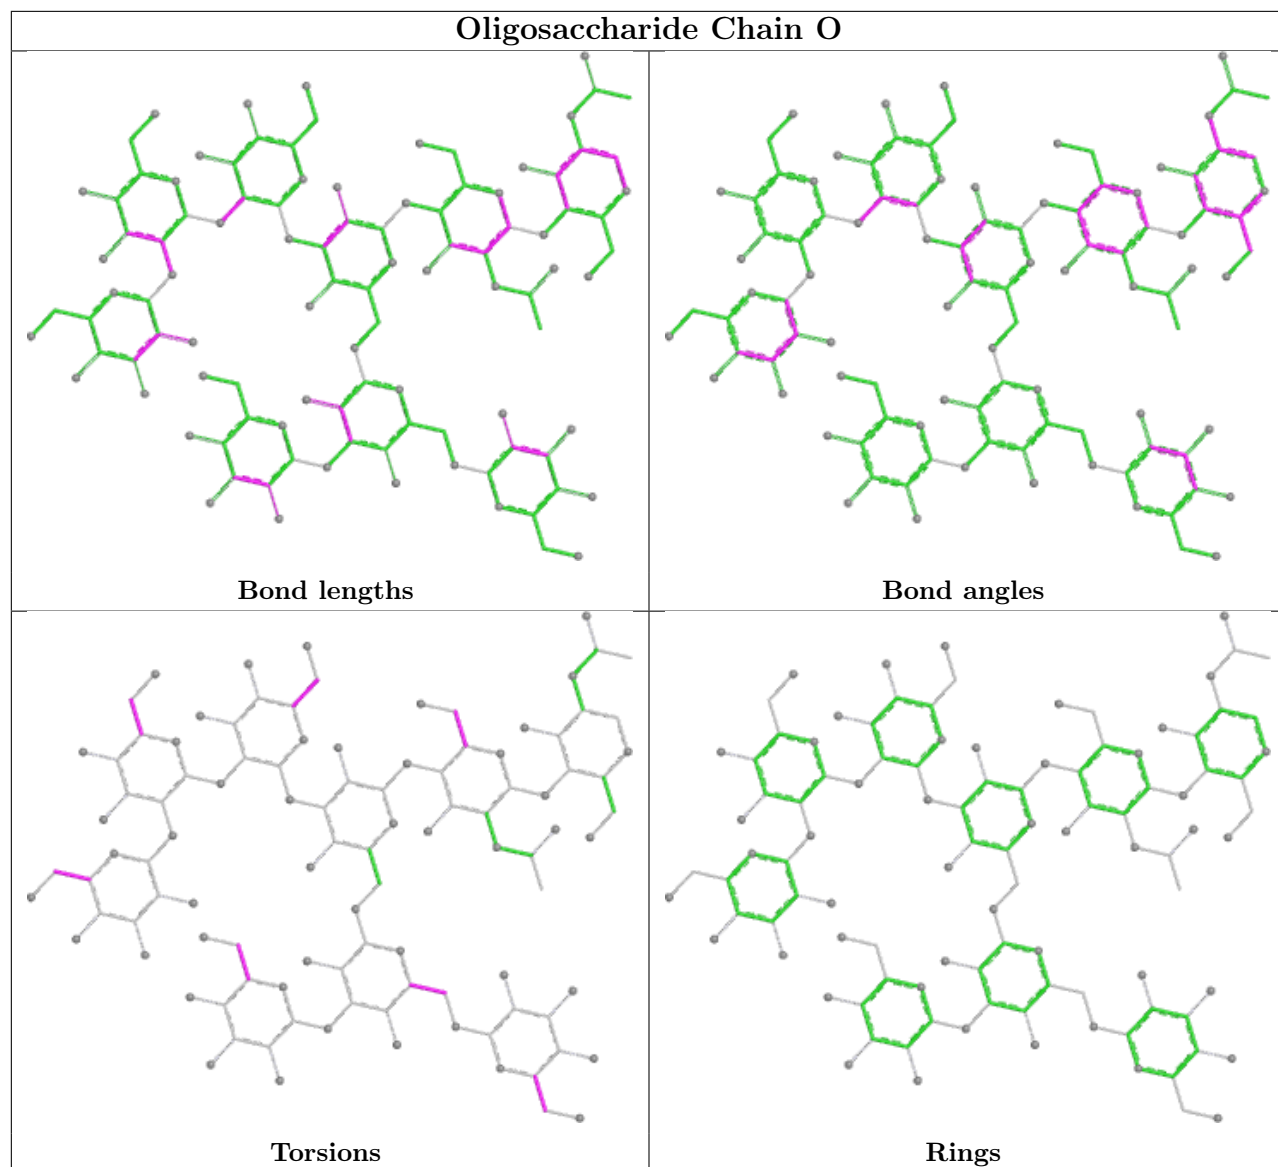 Oligosaccharide Chain O
Bond lengths
Bond angles
Torsions
Rings